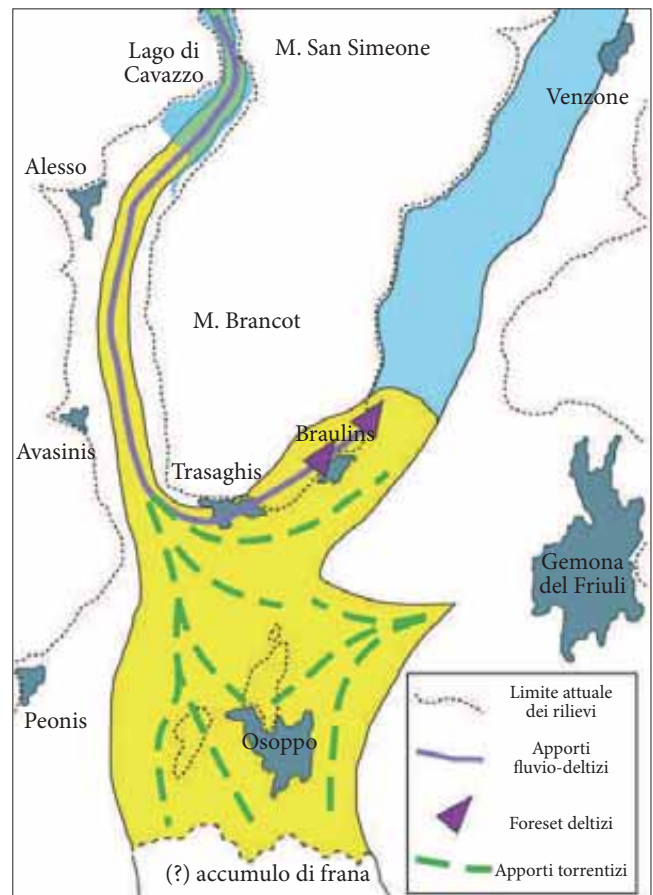 Lago di
Cavazzo
M. San Simeone
Venzone
Alesso
M. Brancot
Avasinis
Trasaghis
Braulins
Gemona
del Friuli
Peonis
Osoppo
(?) accumulo di frana
Limite attuale
dei rilievi
Apporti
fluvio-deltizi
Foreset deltizi
Apporti torrentizi